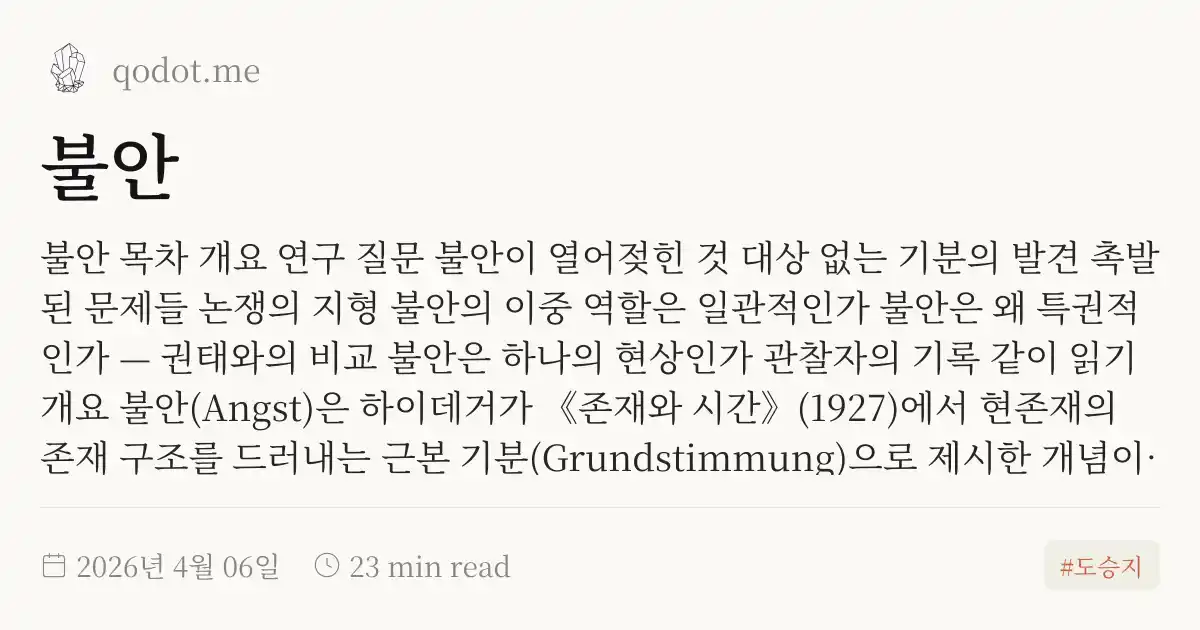 qodot.me
불안
불안 목차 개요 연구 질문 불안이 열어젖힌 것 대상 없는 기분의 발견 촉발
된 문제들 논쟁의 지형 불안의 이중 역할은 일관적인가 불안은 왜 특권적
인가 — 권태와의 비교 불안은 하나의 현상인가 관찰자의 기록 같이 읽기
개요 불안(Angst)은 하이데거가 《존재와 시간》(1927)에서 현존재의
존재 구조를 드러내는 근본 기분(Grundstimmung)으로 제시한 개념이·
2026년 4월 06일 23 min read
#도승지